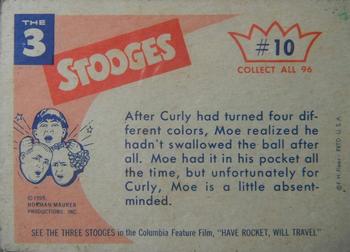 THE
3
STOOGES
#10
COLLECT ALL 96
After Curly had turned four dif-
ferent colors, Moe realized he
hadn't swallowed the ball after
all. Moe had it in his pocket all
the time, but unfortunately for
Curly, Moe is a little absent-
minded.
© 1959,
NORMAN MAURER
PRODUCTIONS, INC.
PRTD U.S.A.
SEE THE THREE STOOGES in the Columbia Feature Film, "HAVE ROCKET, WILL TRAVEL"